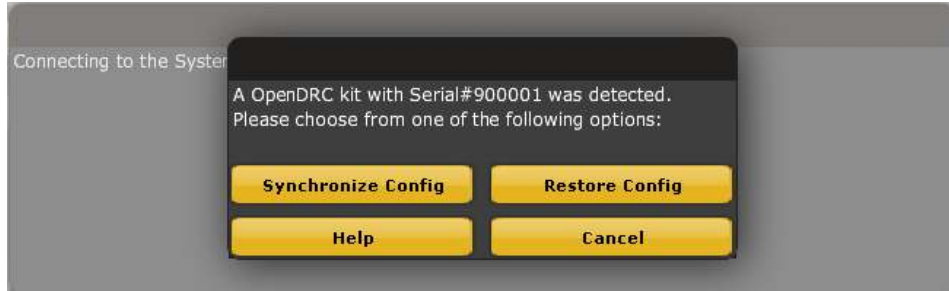 Connecting to the System
A OpenDRC kit with Serial#900001 was detected.
Please choose from one of the following options:
Synchronize Config
Restore Config
Help
Cancel